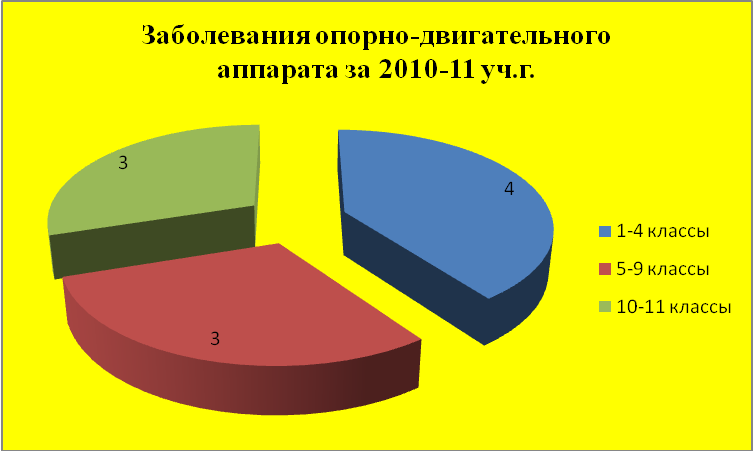 Заболевания опорно-двигательного
аппарата за 2010-11 уч.г.
3
4
3
1-4 классы
5-9 классы
10-11 классы